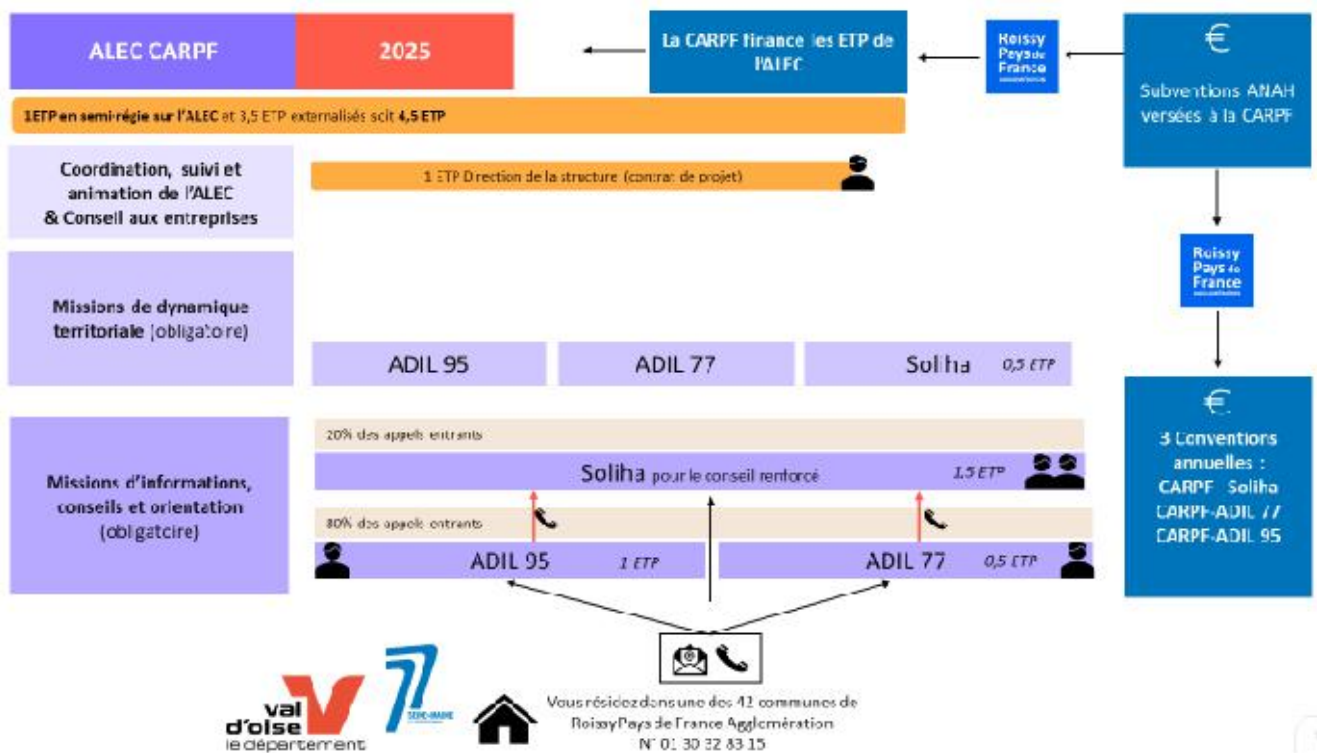 ALEC CARPF
2025
La CARPF finance les ETP de
l'ALEC
Roissy
Pays de
France
€
Subventions ANAH
versées à la CARPF
1ETP en semi-régie sur l'ALEC et 3,5 ETP externalisés soit 4,5 ETP
Coordination, suivi et
animation de l'ALEC
& Conseil aux entreprises
1 ETP Direction de la structure (contrat de projet)
Roissy
Pays de
France
Missions de dynamique
territoriale (obligatoire)
ADIL 95
ADIL 77
Soliha 0,5 ETP
€
3 Conventions
annuelles :
CARPF Soliha
CARPF-ADIL 77
CARPF-ADIL 95
Missions d'informations,
conseils et orientation
(obligatoire)
20% des appels entrants
Soliha pour le conseil renforcé 1,5 ETP
80% des appels entrants
ADIL 95 1 ETP
ADIL 77 0,5 ETP
val
d'oise
le département
77
SEINE-MARNE
Vous résidez dans une des 42 communes de
Roissy Pays de France Agglomération
N° 01 30 32 83 15